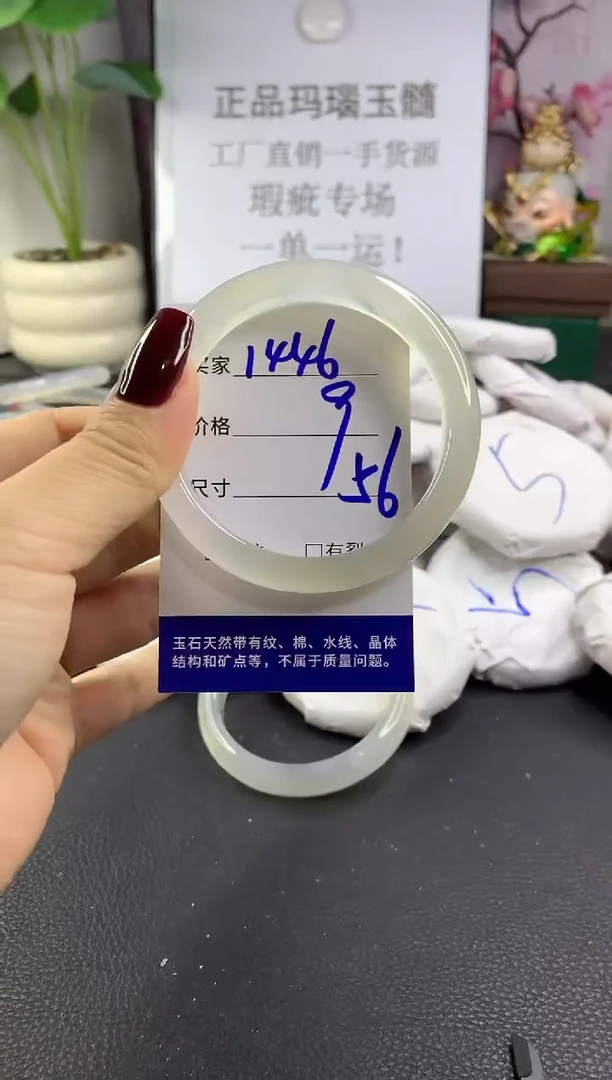 正品玛瑙玉髓
工厂直销一手货源
瑕疵专场
一单一运！
买家 1446
价格 9
尺寸 56
□有裂
玉石天然带有纹、棉、水线、晶体
结构和矿点等，不属于质量问题。
5
5